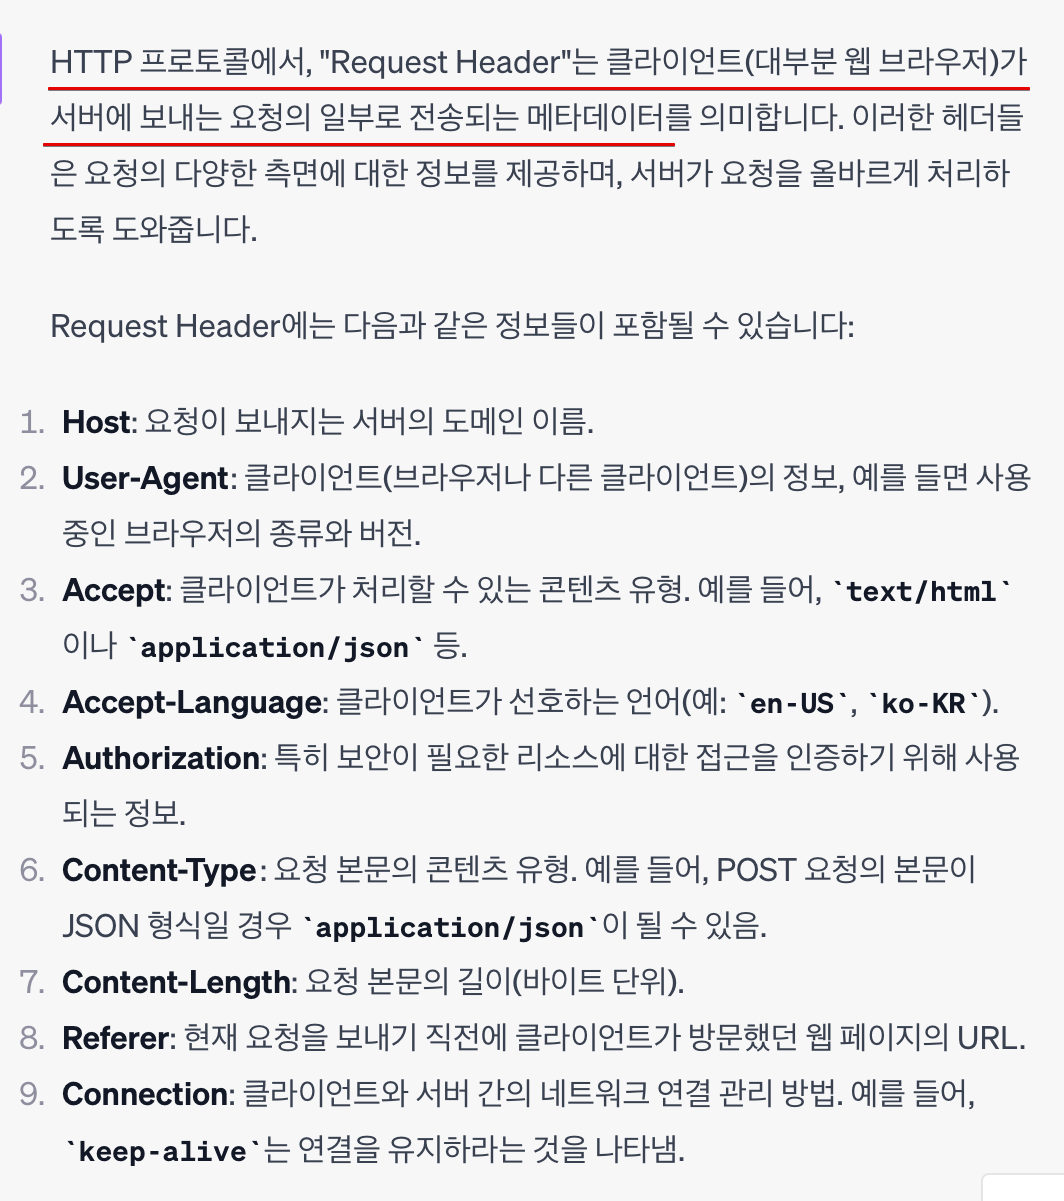 HTTP 프로토콜에서, "Request Header"는 클라이언트(대부분 웹 브라우저)가
서버에 보내는 요청의 일부로 전송되는 메타데이터를 의미합니다. 이러한 헤더들
은 요청의 다양한 측면에 대한 정보를 제공하며, 서버가 요청을 올바르게 처리하
도록 도와줍니다.
Request Header에는 다음과 같은 정보들이 포함될 수 있습니다:
1. Host: 요청이 보내지는 서버의 도메인 이름.
2. User-Agent: 클라이언트(브라우저나 다른 클라이언트)의 정보, 예를 들면 사용
중인 브라우저의 종류와 버전.
3. Accept: 클라이언트가 처리할 수 있는 콘텐츠 유형. 예를 들어, `text/html`
이나 `application/json` 등.
4. Accept-Language: 클라이언트가 선호하는 언어(예: `en-US`, `ko-KR`).
5. Authorization: 특히 보안이 필요한 리소스에 대한 접근을 인증하기 위해 사용
되는 정보.
6. Content-Type: 요청 본문의 콘텐츠 유형. 예를 들어, POST 요청의 본문이
JSON 형식일 경우 `application/json`이 될 수 있음.
7. Content-Length: 요청 본문의 길이(바이트 단위).
8. Referer: 현재 요청을 보내기 직전에 클라이언트가 방문했던 웹 페이지의 URL.
9. Connection: 클라이언트와 서버 간의 네트워크 연결 관리 방법. 예를 들어,
`keep-alive`는 연결을 유지하라는 것을 나타냄.